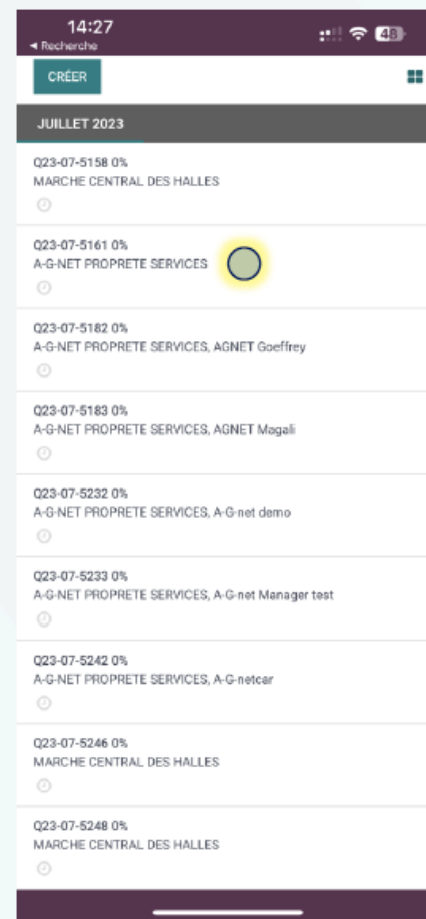 14:27
48
◄ Recherche
CRÉER
JUILLET 2023
Q23-07-5158 0%
MARCHE CENTRAL DES HALLES
Q23-07-5161 0%
A-G-NET PROPRETE SERVICES
Q23-07-5182 0%
A-G-NET PROPRETE SERVICES, AGNET Goeffrey
Q23-07-5183 0%
A-G-NET PROPRETE SERVICES, AGNET Magali
Q23-07-5232 0%
A-G-NET PROPRETE SERVICES, A-G-net demo
Q23-07-5233 0%
A-G-NET PROPRETE SERVICES, A-G-net Manager test
Q23-07-5242 0%
A-G-NET PROPRETE SERVICES, A-G-netcar
Q23-07-5246 0%
MARCHE CENTRAL DES HALLES
Q23-07-5248 0%
MARCHE CENTRAL DES HALLES